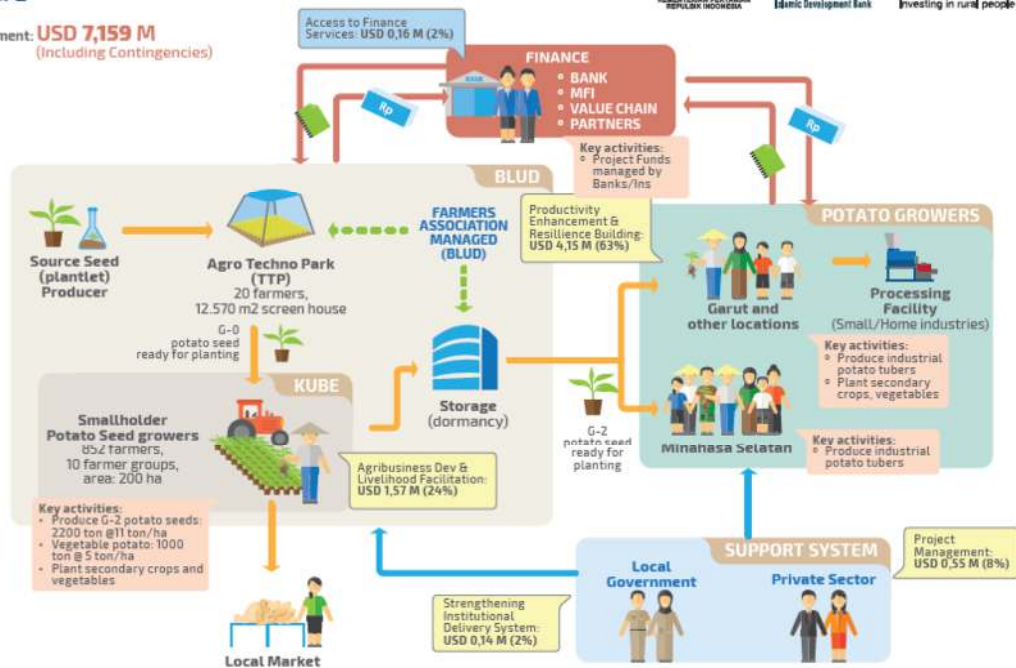 REPULBIK INDONESIA
Islamic Development Bank
Investing in rural people
ment: USD 7,159 M
(Including Contingencies)
Access to Finance
Services: USD 0,16 M (2%)
FINANCE
BANK
MFI
VALUE CHAIN
PARTNERS
BANK
Rp
Rp
Key activities:
Project Funds
managed by
Banks/Ins
BLUD
Source Seed
(plantlet)
Producer
Agro Techno Park
(TTP)
20 farmers,
12.570 m2 screen house
FARMERS
ASSOCIATION
MANAGED
(BLUD)
Productivity
Enhancement &
Resillience Building:
USD 4,15 M (63%)
POTATO GROWERS
Garut and
other locations
Processing
Facility
(Small/Home industries)
Key activities:
Produce industrial
potato tubers
Plant secondary
crops, vegetables
G-0
potato seed
ready for planting
KUBE
Smallholder
Potato Seed growers
852 farmers,
10 farmer groups,
area: 200 ha
Storage
(dormancy)
G-2
potato seed
ready for
planting
Minahasa Selatan
Key activities:
Produce industrial
potato tubers
Agribusiness Dev &
Livelihood Facilitation:
USD 1,57 M (24%)
Key activities:
Produce G-2 potato seeds:
2200 ton @11 ton/ha
Vegetable potato: 1000
ton @ 5 ton/ha
Plant secondary crops and
vegetables
Local Market
SUPPORT SYSTEM
Local
Government
Private Sector
Project
Management:
USD 0,55 M (8%)
Strengthening
Institutional
Delivery System:
USD 0,14 M (2%)